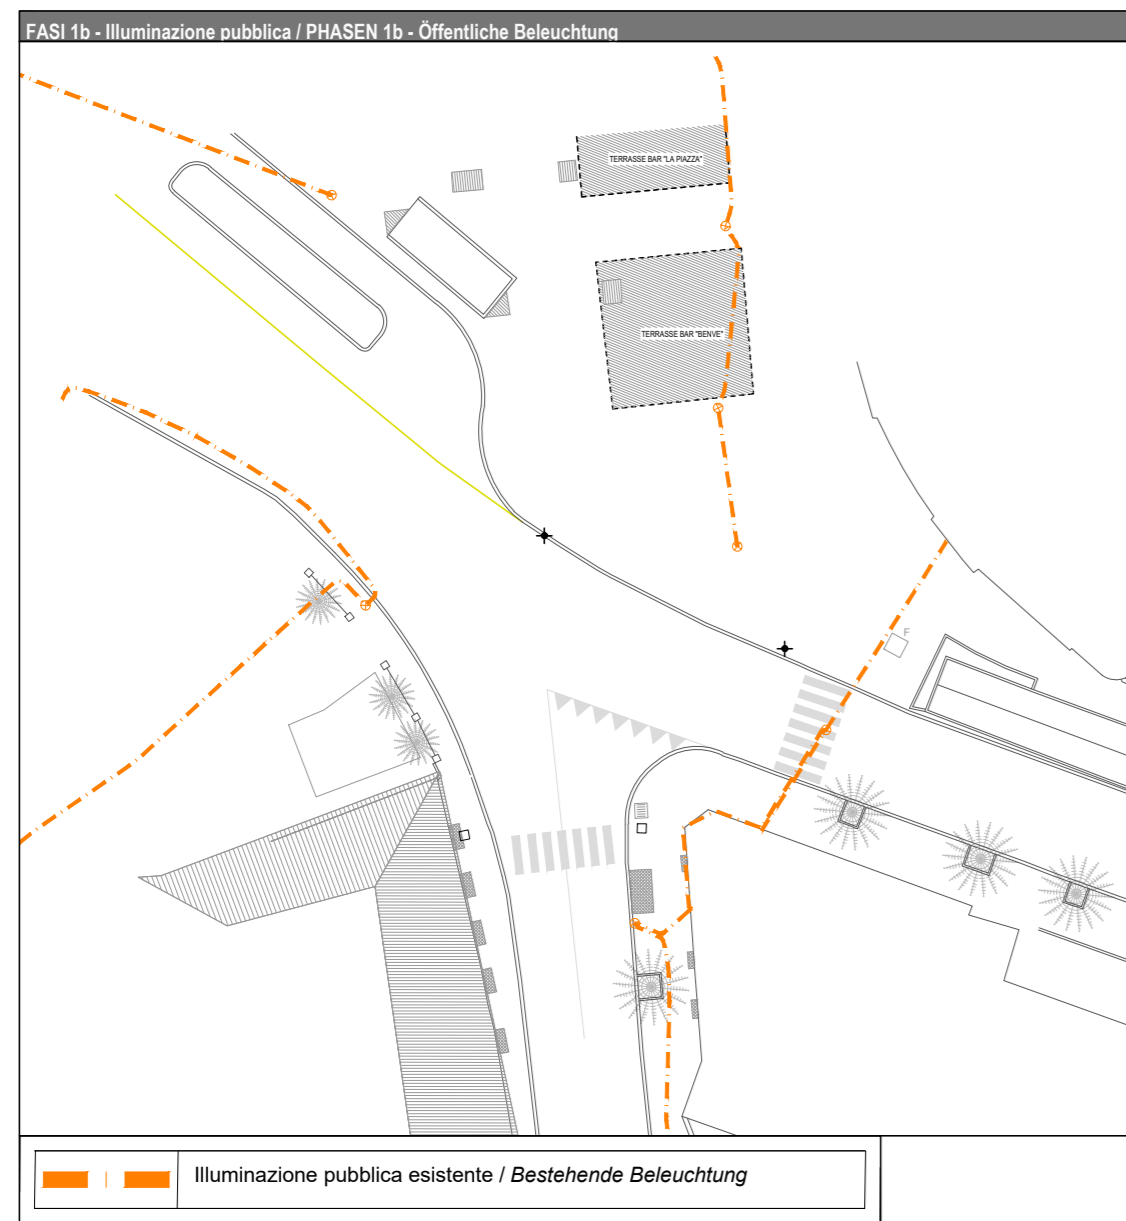 FASI 1b - Illuminazione pubblica / PHASEN 1b - Öffentliche Beleuchtung
TERRASSE BAR "LA PIAZZA"
TERRASSE BAR "BENVE"
F
Illuminazione pubblica esistente / Bestehende Beleuchtung